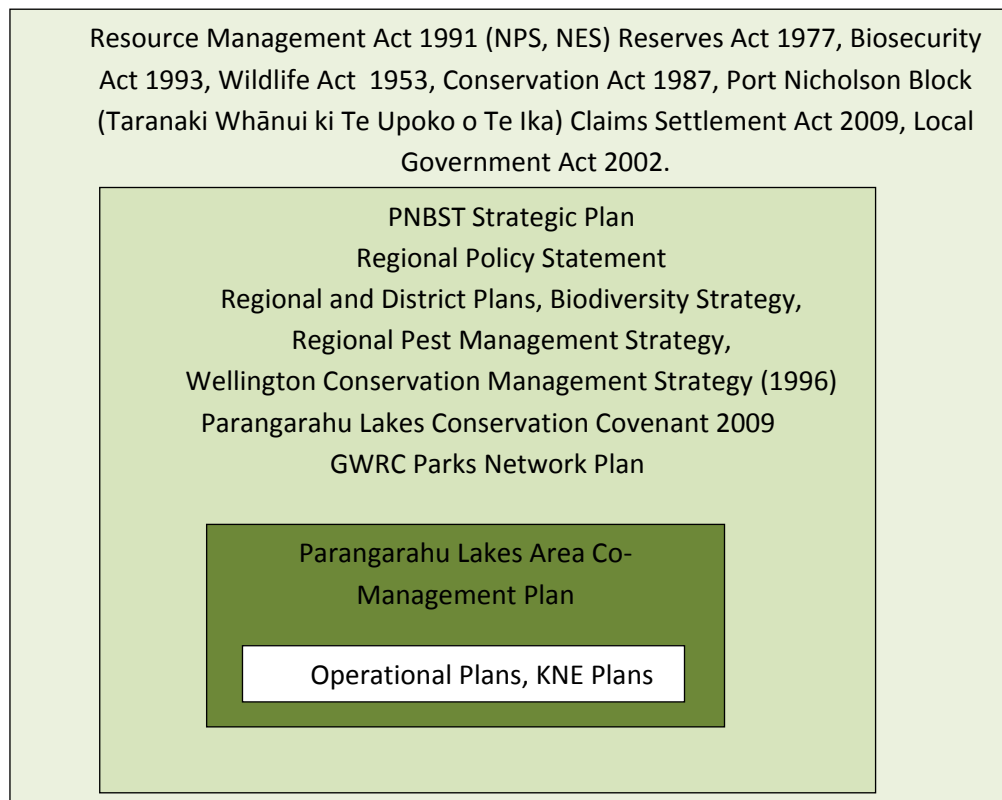 Resource Management Act 1991 (NPS, NES) Reserves Act 1977, Biosecurity
Act 1993, Wildlife Act 1953, Conservation Act 1987, Port Nicholson Block
(Taranaki Whānui ki Te Upoko o Te Ika) Claims Settlement Act 2009, Local
Government Act 2002.
PNBST Strategic Plan
Regional Policy Statement
Regional and District Plans, Biodiversity Strategy,
Regional Pest Management Strategy,
Wellington Conservation Management Strategy (1996)
Parangarahu Lakes Conservation Covenant 2009
GWRC Parks Network Plan
Parangarahu Lakes Area Co-
Management Plan
Operational Plans, KNE Plans